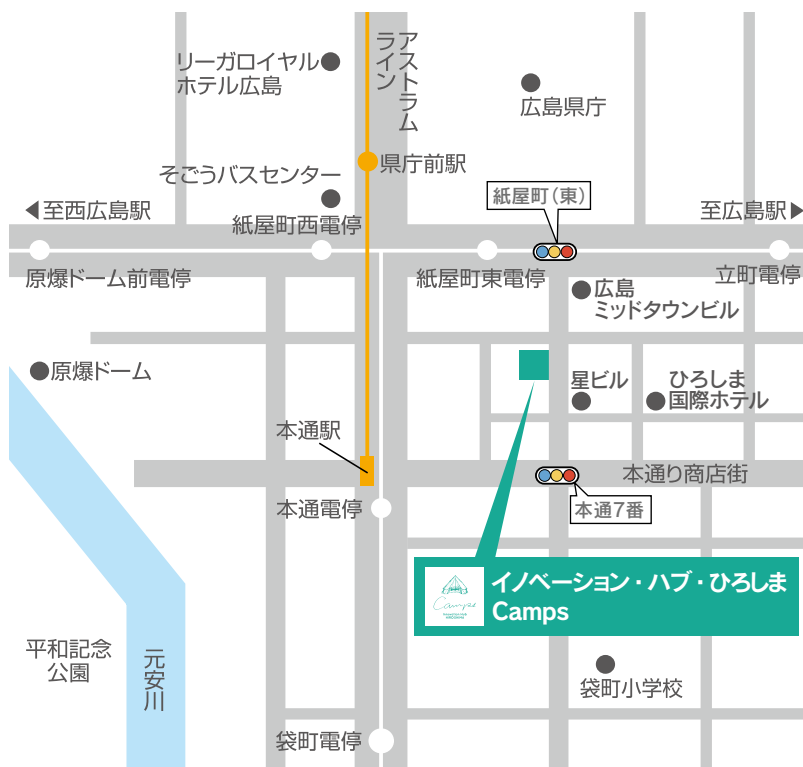 リーガロイヤル
ホテル広島
アストラム
ライン
広島県庁
県庁前駅
そごうバスセンター
紙屋町（東）
◀至西広島駅
至広島駅▶
紙屋町西電停
原爆ドーム前電停
紙屋町東電停
立町電停
広島
ミッドタウンビル
原爆ドーム
星ビル
ひろしま
国際ホテル
本通駅
本通り商店街
本通電停
本通7番
イノベーション・ハブ・ひろしま
Camps
Camps
平和記念
公園
元安川
袋町小学校
袋町電停